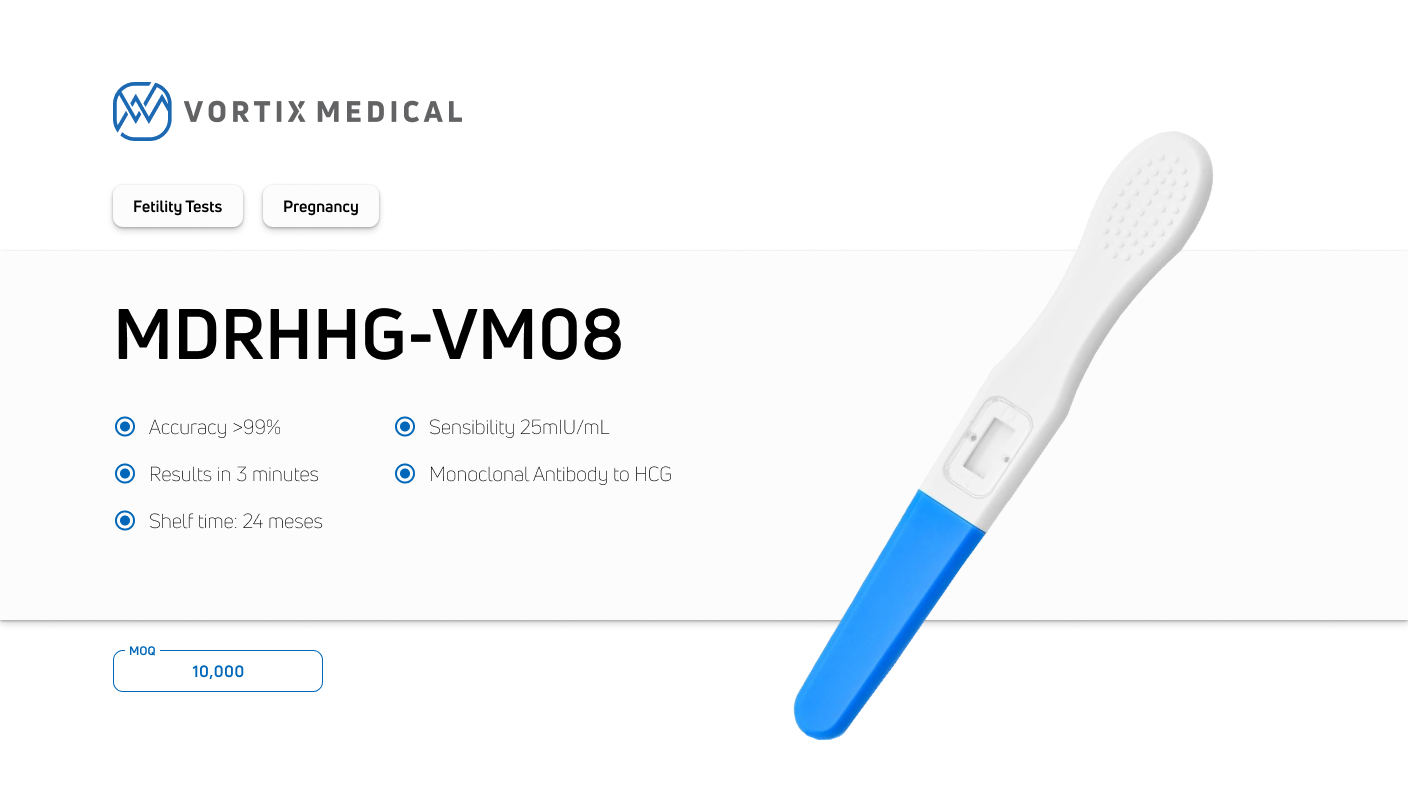 VORTIX MEDICAL
Fetility Tests
Pregnancy
MDRHHG-VM08
Accuracy >99%
Sensibility 25mIU/mL
Results in 3 minutes
Monoclonal Antibody to HCG
Shelf time: 24 meses
MOQ
10,000